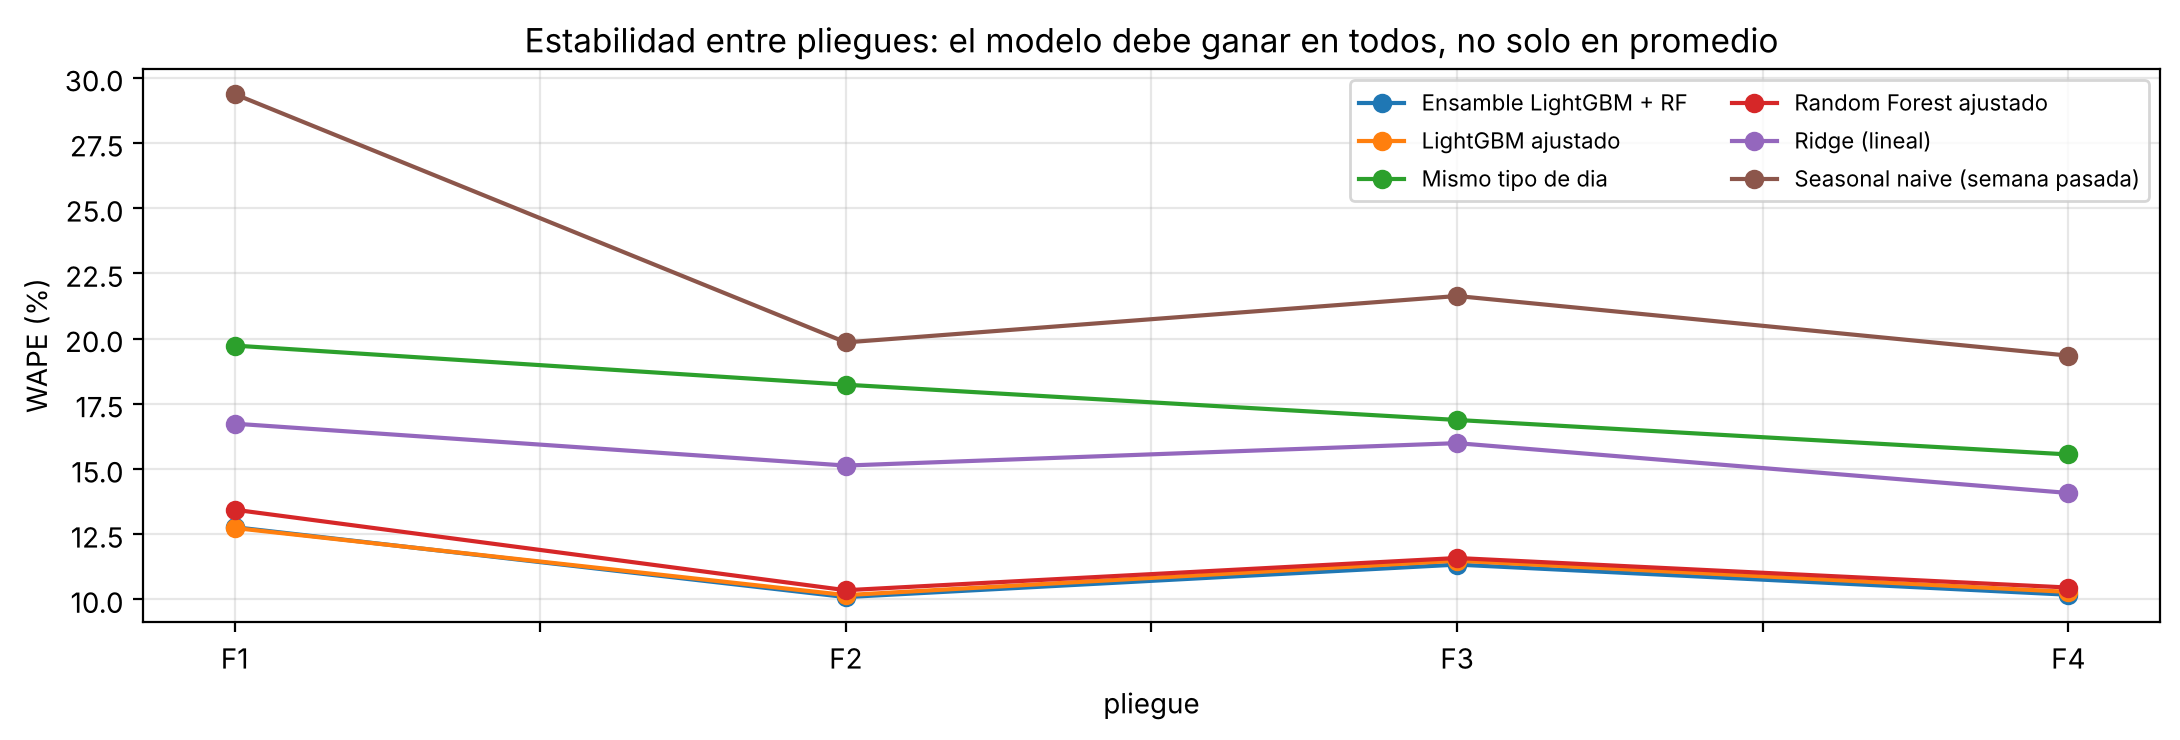 Estabilidad entre pliegues: el modelo debe ganar en todos, no solo en promedio
30.0
27.5
25.0
22.5
20.0
17.5
15.0
12.5
10.0
WAPE (%)
Ensamble LightGBM + RF
LightGBM ajustado
Mismo tipo de dia
Random Forest ajustado
Ridge (lineal)
Seasonal naive (semana pasada)
F1
F2
F3
F4
pliegue